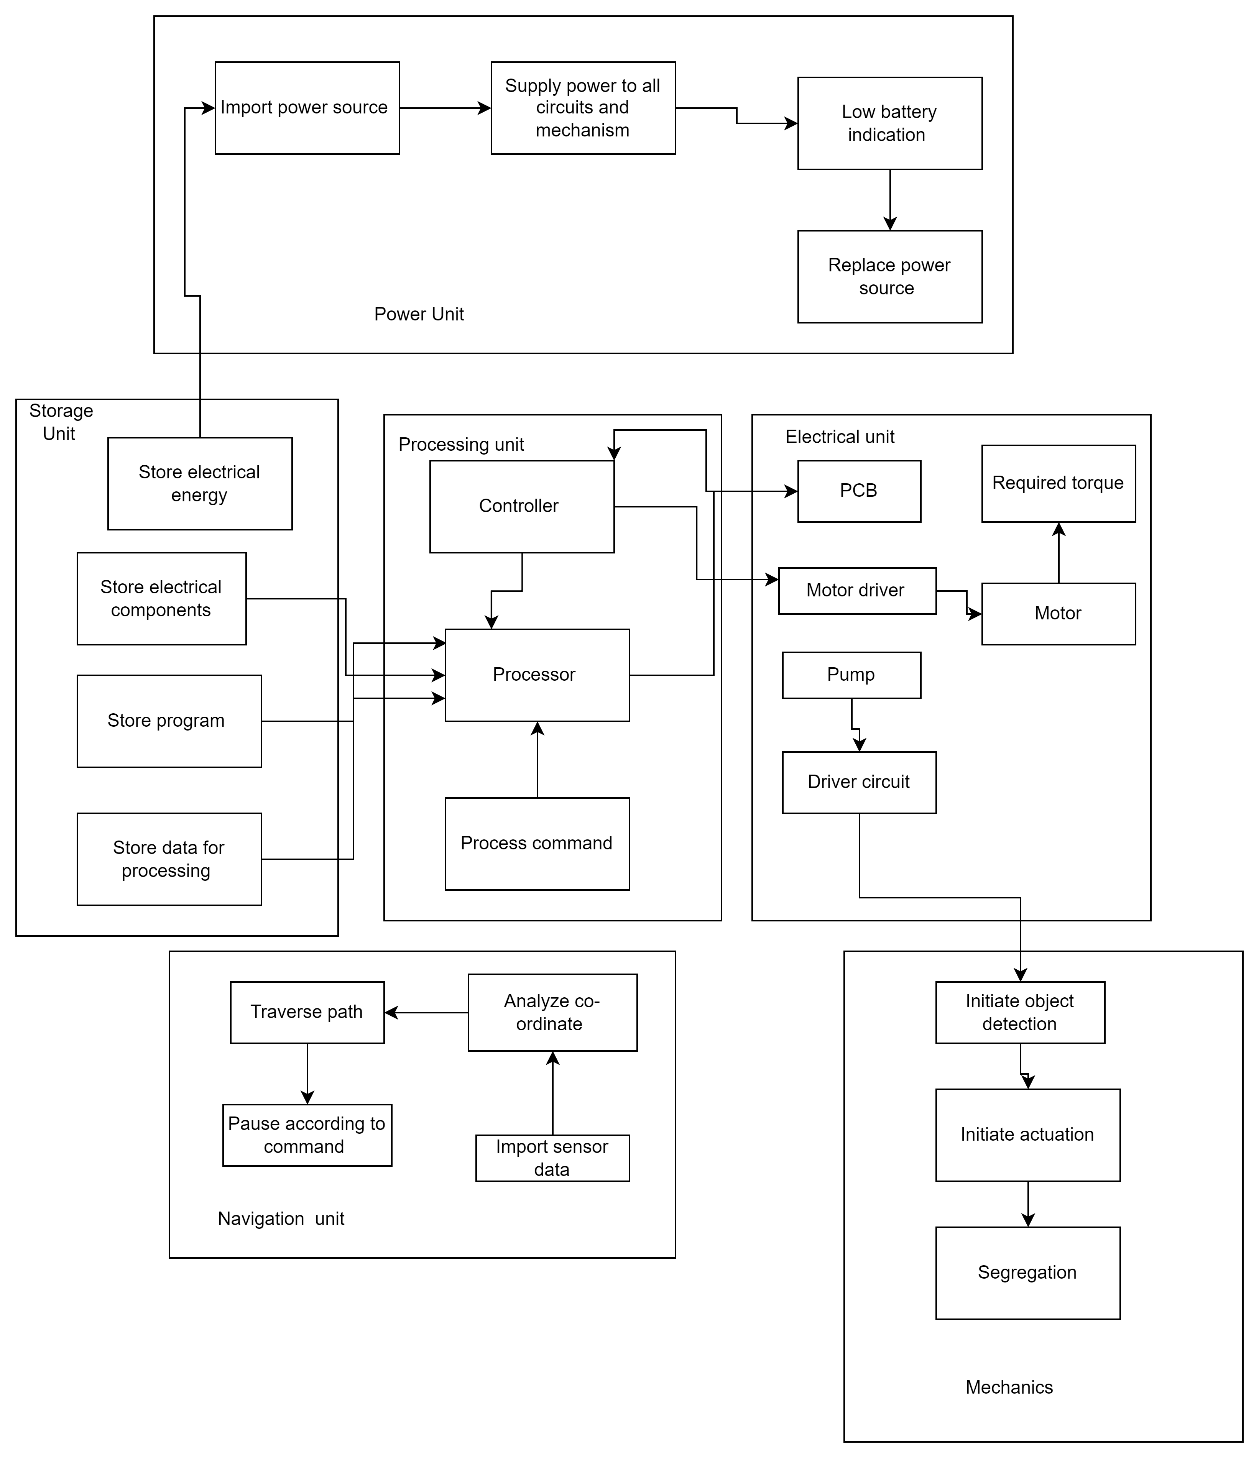 Import power source
Supply power to all
circuits and
mechanism
Low battery
indication
Replace power
source
Power Unit
Storage
Unit
Store electrical
energy
Store electrical
components
Store program
Store data for
processing
Processing unit
Controller
Processor
Process command
Electrical unit
PCB
Required torque
Motor driver
Motor
Pump
Driver circuit
Traverse path
Analyze co-
ordinate
Pause according to
command
Import sensor
data
Navigation  unit
Initiate object
detection
Initiate actuation
Segregation
Mechanics